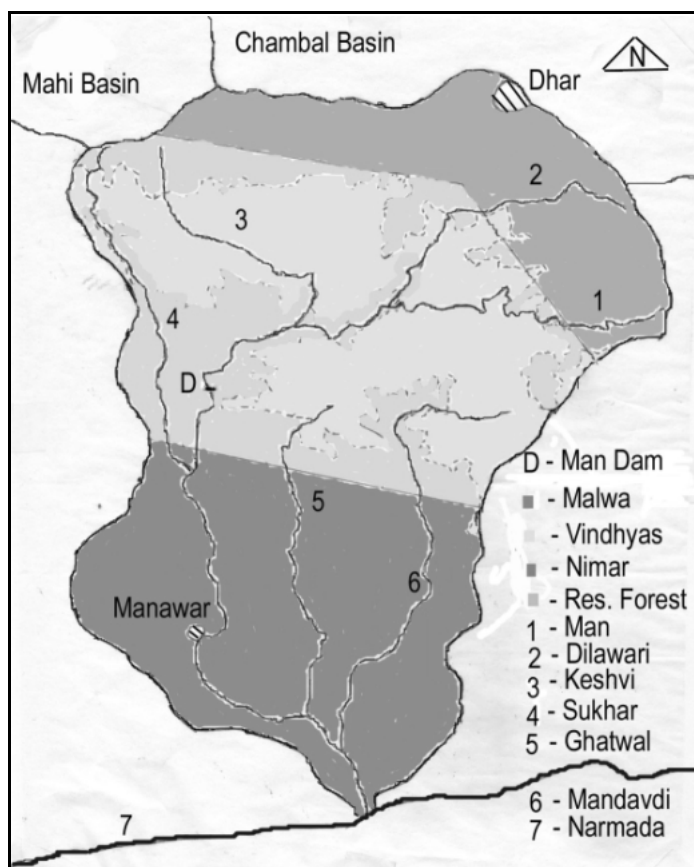 Chambal Basin
Mahi Basin
N
Dhar
2
3
1
4
D
5
6
Manawar
7
D - Man Dam
- Malwa
- Vindhyas
- Nimar
- Res. Forest
1 - Man
2 - Dilawari
3 - Keshvi
4 - Sukhar
5 - Ghatwal
6 - Mandavdi
7 - Narmada